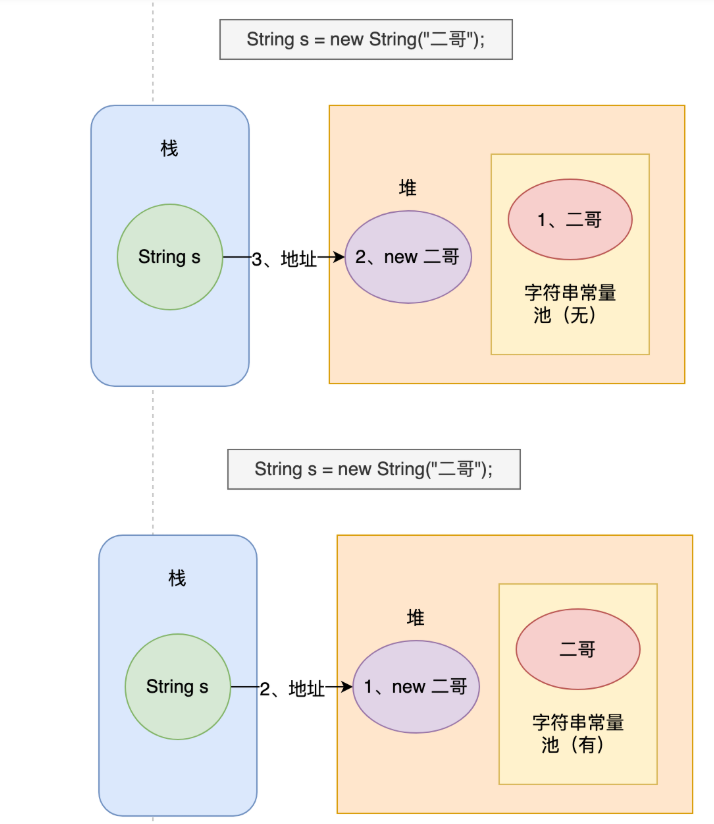 String s = new String("二哥");
栈
堆
String s
3、地址
2、new 二哥
1、二哥
字符串常量
池（无）
String s = new String("二哥");
栈
堆
String s
2、地址
1、new 二哥
二哥
字符串常量
池（有）